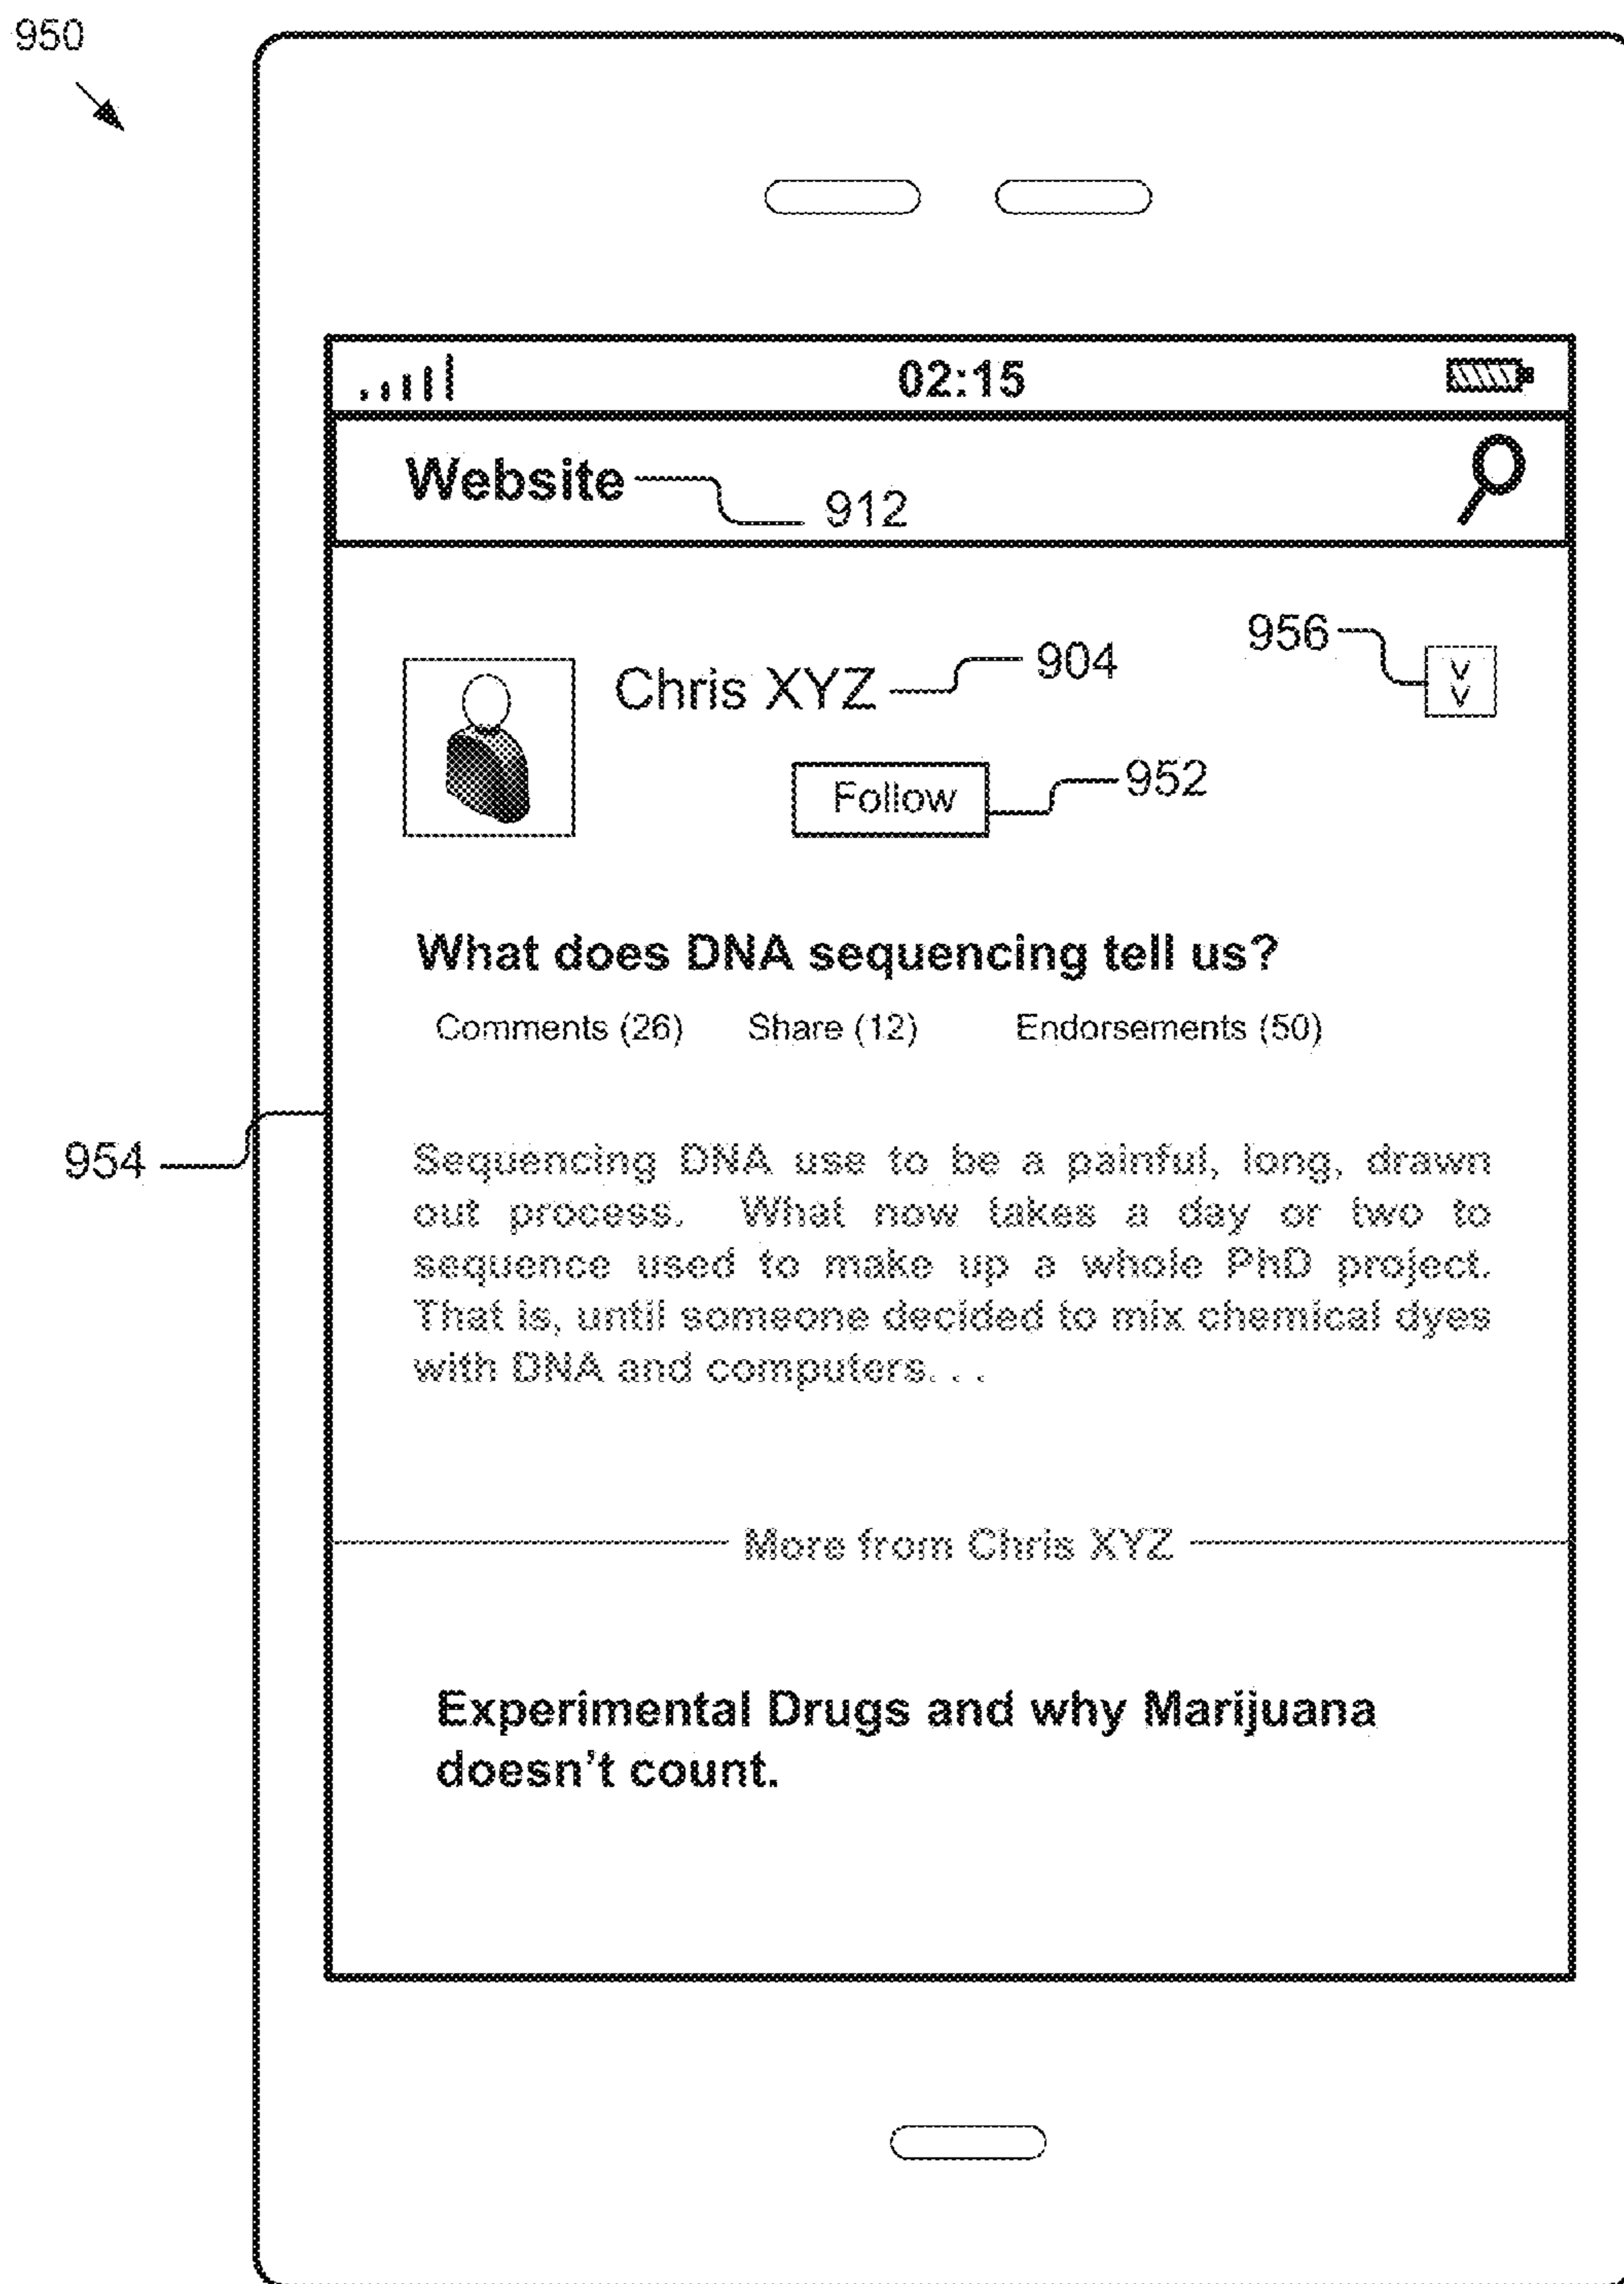 950
02:15
Website 912
956
Chris XYZ 904
v
v
Follow 952
What does DNA sequencing tell us?
Comments (26) Share (12) Endorsements (50)
954
Sequencing DNA use to be a painful, long, drawn
out process. What now takes a day or two to
sequence used to make up a whole PhD project.
That is, until someone decided to mix chemical dyes
with DNA and computers. . .
More from Chris XYZ
Experimental Drugs and why Marijuana
doesn't count.